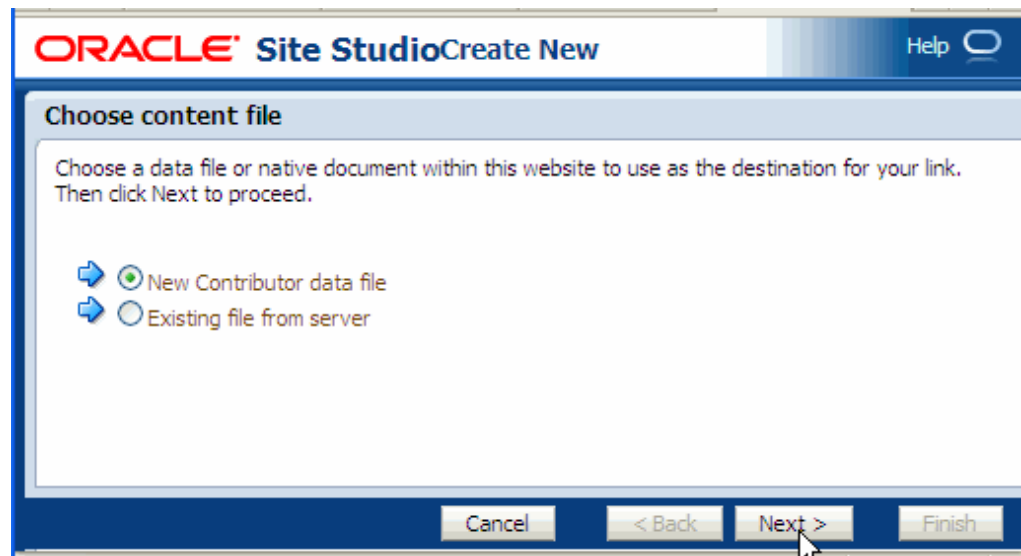 ORACLE Site StudioCreate New Help
Choose content file
Choose a data file or native document within this website to use as the destination for your link.
Then click Next to proceed.
New Contributor data file
Existing file from server
Cancel < Back Next > Finish